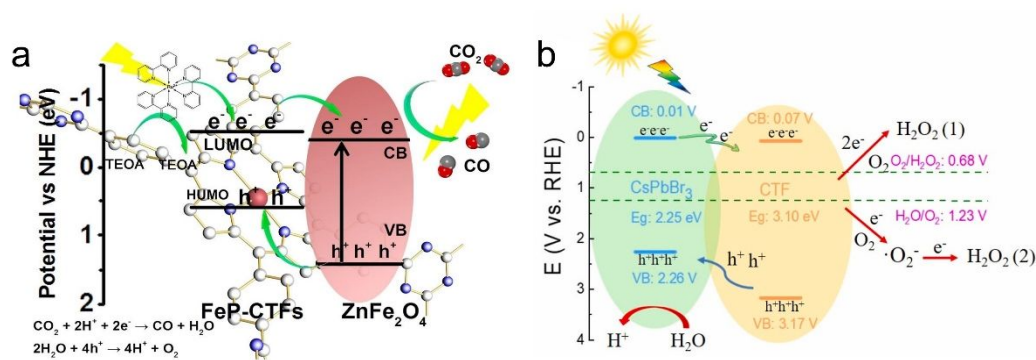 a
Potential vs NHE (eV)
-1
0
1
2
CO₂
e⁻ e⁻ e⁻
LUMO
e⁻ e⁻ e⁻
CB
CO
TEOA
TEOA
HUMO
h⁺ h⁺
VB
h⁺ h⁺ h⁺
FeP-CTFs
ZnFe₂O₄
CO₂ + 2H⁺ + 2e⁻ → CO + H₂O
2H₂O + 4h⁺ → 4H⁺ + O₂
b
E (V vs. RHE)
-1
0
1
2
3
4
CB: 0.01 V
e⁻e⁻e⁻
e⁻
e⁻
CB: 0.07 V
e⁻e⁻e⁻
2e⁻
H₂O₂ (1)
O₂
O₂/H₂O₂: 0.68 V
CsPbBr₃
CTF
Eg: 2.25 eV
Eg: 3.10 eV
H₂O/O₂: 1.23 V
e⁻
O₂
·O₂⁻
e⁻
H₂O₂ (2)
h⁺h⁺h⁺
VB: 2.26 V
h⁺ h⁺
h⁺h⁺h⁺
VB: 3.17 V
H⁺
H₂O